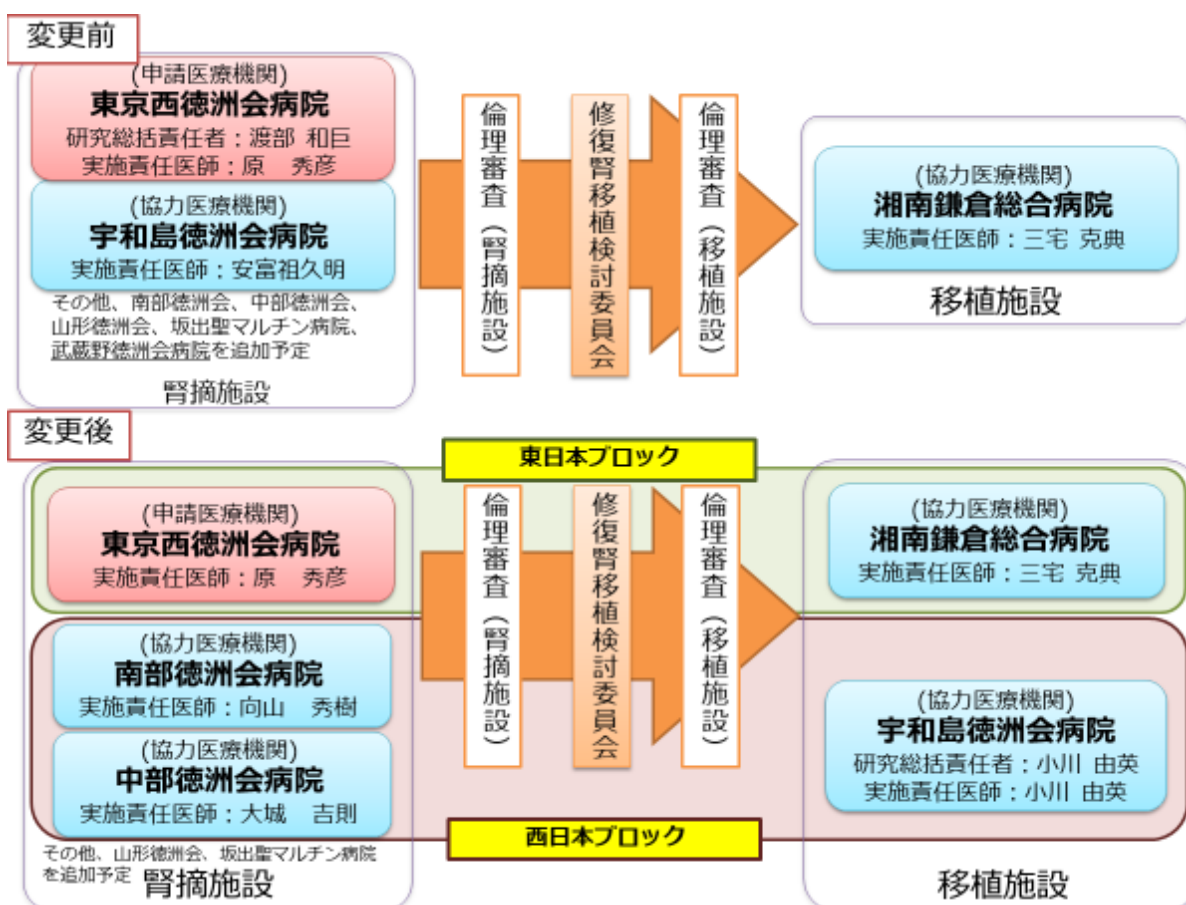 変更前
(申請医療機関)
東京西徳洲会病院
研究総括責任者：渡部 和巨
実施責任医師：原　秀彦
(協力医療機関)
宇和島徳洲会病院
実施責任医師：安富祖久明
その他、南部徳洲会、中部徳洲会、
山形徳洲会、坂出聖マルチン病院、
武蔵野徳洲会病院を追加予定
腎摘施設
倫理審査（腎摘施設）
修復腎移植検討委員会
倫理審査（移植施設）
(協力医療機関)
湘南鎌倉総合病院
実施責任医師：三宅 克典
移植施設
変更後
東日本ブロック
(申請医療機関)
東京西徳洲会病院
実施責任医師：原　秀彦
(協力医療機関)
南部徳洲会病院
実施責任医師：向山　秀樹
(協力医療機関)
中部徳洲会病院
実施責任医師：大城　吉則
その他、山形徳洲会、坂出聖マルチン病院
を追加予定
腎摘施設
倫理審査（腎摘施設）
修復腎移植検討委員会
倫理審査（移植施設）
(協力医療機関)
湘南鎌倉総合病院
実施責任医師：三宅 克典
(協力医療機関)
宇和島徳洲会病院
研究総括責任者：小川 由英
実施責任医師：小川 由英
西日本ブロック
移植施設